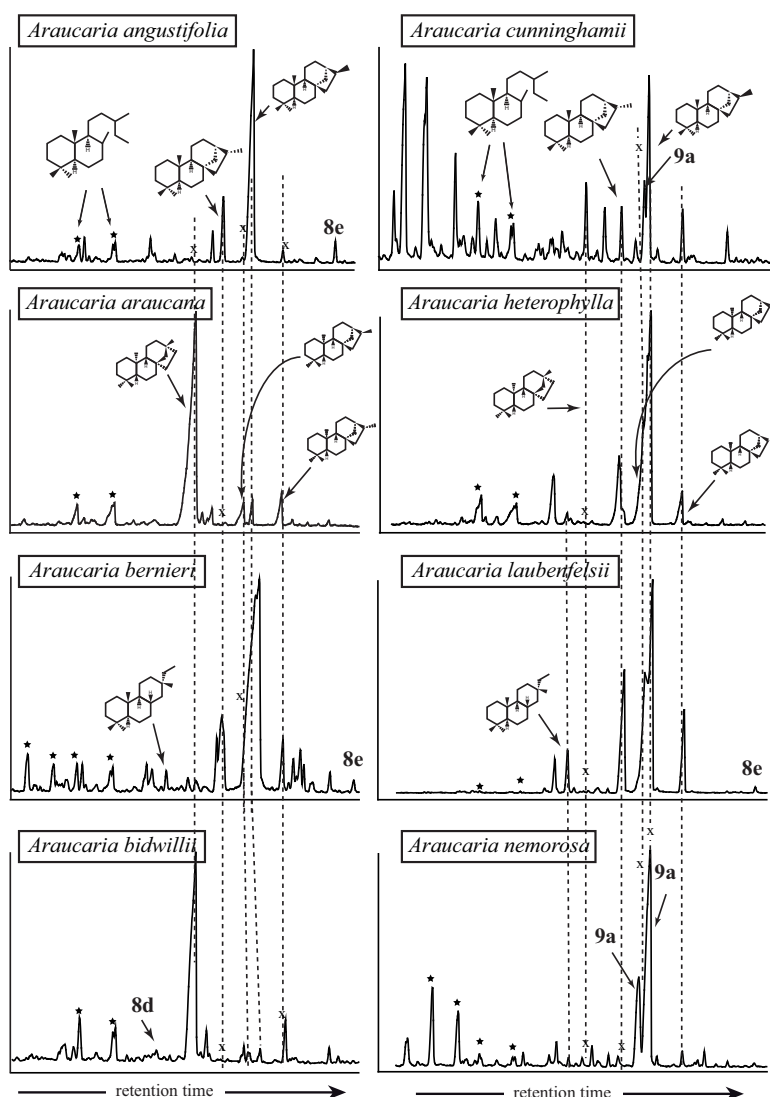 Araucaria angustifolia
H
H
H
H
x
x
x
8e
Araucaria cunninghamii
H
H
H
H
x
9a
Araucaria araucana
H
H
H
x
Araucaria heterophylla
H
H
H
x
Araucaria bernieri
H
H
H
x
8e
Araucaria laubenfelsii
H
H
H
x
8e
Araucaria bidwillii
8d
x
x
Araucaria nemorosa
x
x
9a
9a
x
x
retention time
retention time